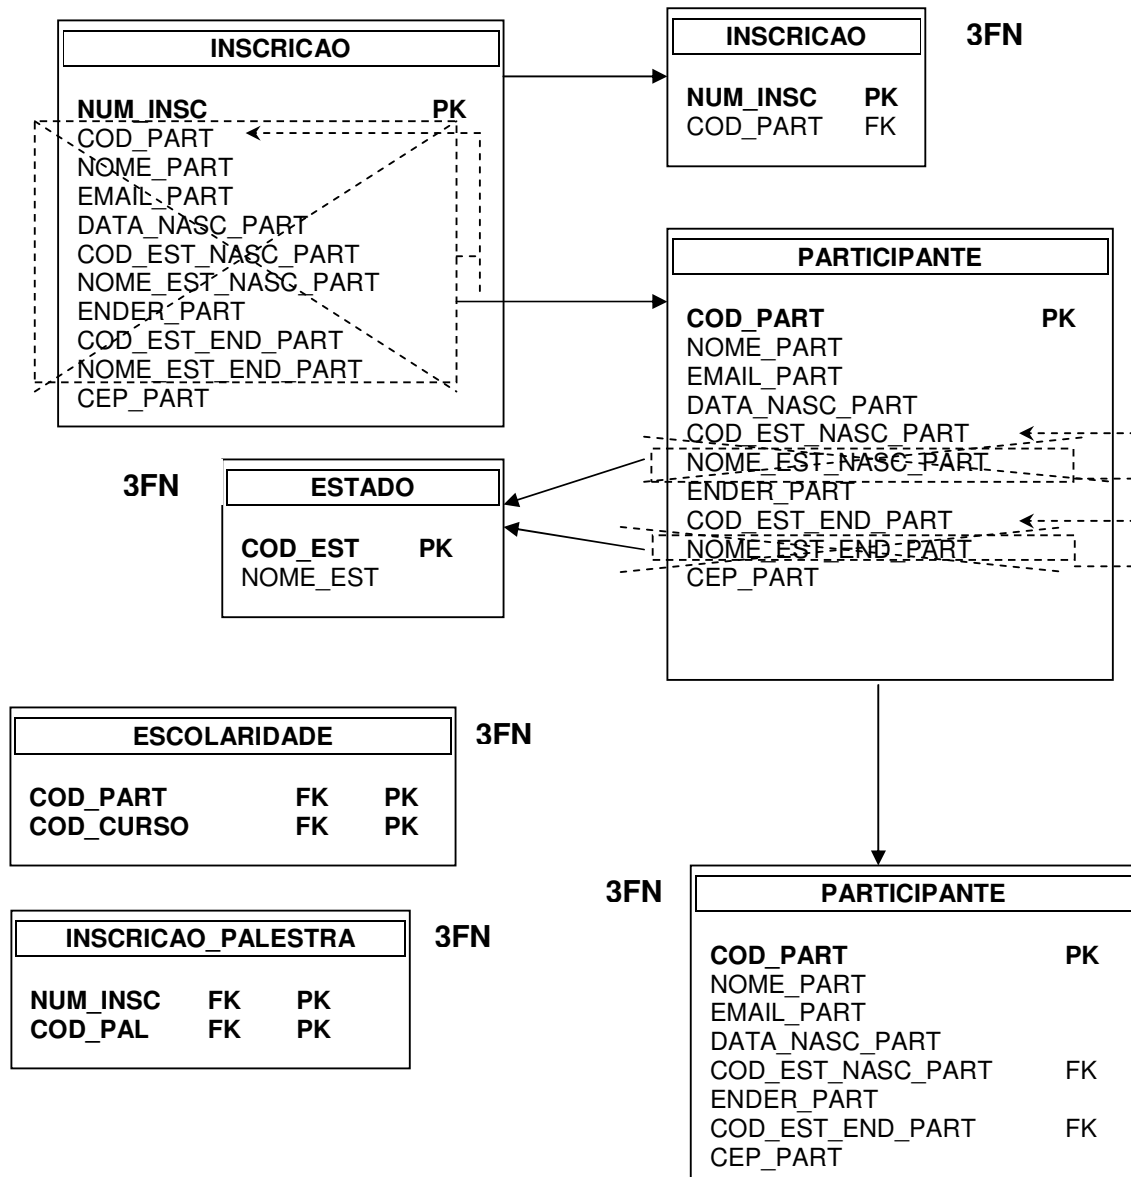 INSCRICAO
NUM_INSC PK
COD_PART
NOME_PART
EMAIL_PART
DATA_NASC_PART
COD_EST_NASC_PART
NOME_EST_NASC_PART
ENDER_PART
COD_EST_END_PART
NOME_EST_END_PART
CEP_PART
INSCRICAO 3FN
NUM_INSC PK
COD_PART FK
PARTICIPANTE
COD_PART PK
NOME_PART
EMAIL_PART
DATA_NASC_PART
COD_EST_NASC_PART
NOME_EST_NASC_PART
ENDER_PART
COD_EST_END_PART
NOME_EST_END_PART
CEP_PART
3FN ESTADO
COD_EST PK
NOME_EST
ESCOLARIDADE 3FN
COD_PART FK PK
COD_CURSO FK PK
INSCRICAO_PALESTRA 3FN
NUM_INSC FK PK
COD_PAL FK PK
3FN PARTICIPANTE
COD_PART PK
NOME_PART
EMAIL_PART
DATA_NASC_PART
COD_EST_NASC_PART FK
ENDER_PART
COD_EST_END_PART FK
CEP_PART